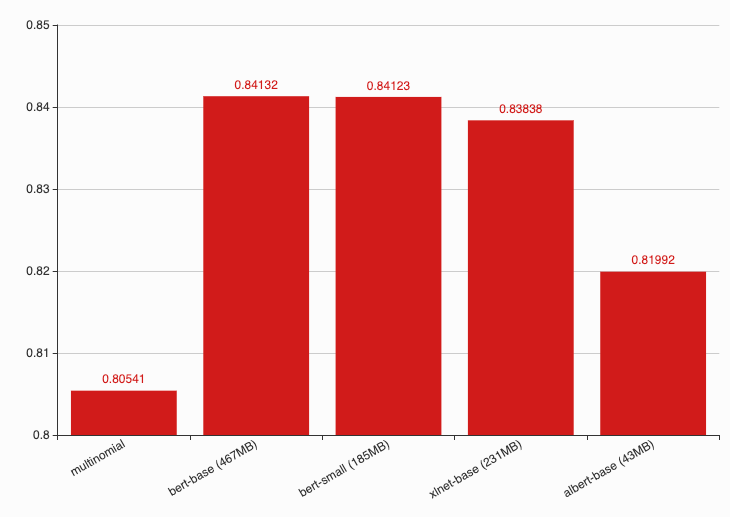 0.85
0.84
0.83
0.82
0.81
0.8
0.80541
0.84132
0.84123
0.83838
0.81992
multinomial
bert-base (467MB)
bert-small (185MB)
xlnet-base (231MB)
albert-base (43MB)